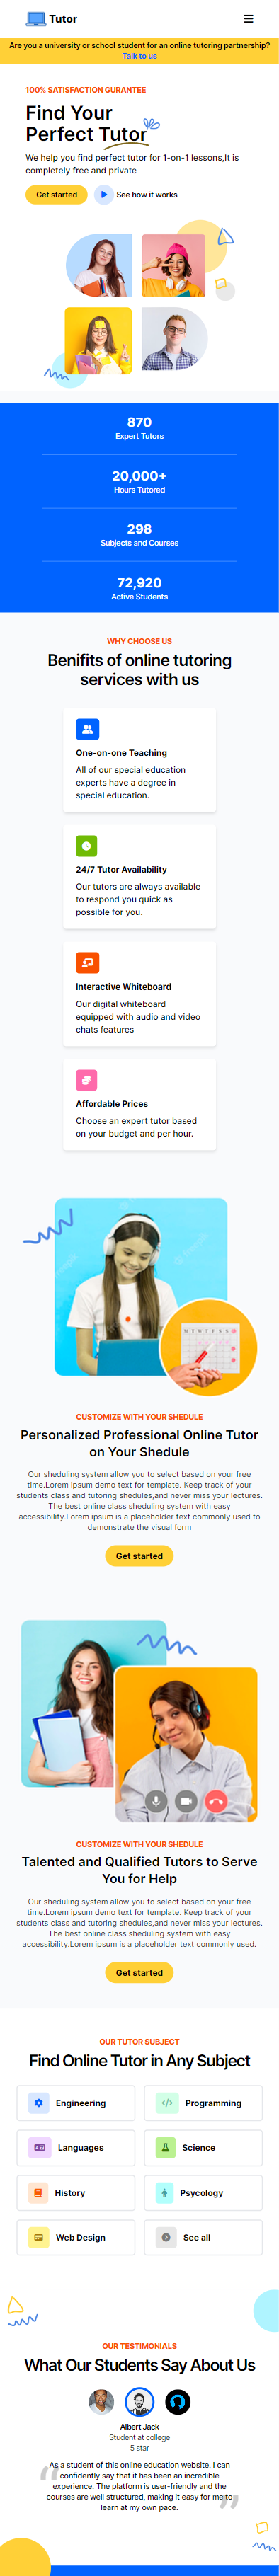 Tutor
Are you a university or school student for an online tutoring partnership?
Talk to us
100% SATISFACTION GURANTEE
Find Your
Perfect Tutor
We help you find perfect tutor for 1-on-1 lessons,It is
completely free and private
Get started
See how it works
870
Expert Tutors
20,000+
Hours Tutored
298
Subjects and Courses
72,920
Active Students
WHY CHOOSE US
Benifits of online tutoring
services with us
One-on-one Teaching
All of our special education
experts have a degree in
special education.
24/7 Tutor Availability
Our tutors are always available
to respond you quick as
possible for you.
Interactive Whiteboard
Our digital whiteboard
equipped with audio and video
chats features
Affordable Prices
Choose an expert tutor based
on your budget and per hour.
CUSTOMIZE WITH YOUR SHEDULE
Personalized Professional Online Tutor
on Your Shedule
Our sheduling system allow you to select based on your free
time.Lorem ipsum demo text for template. Keep track of your
students class and tutoring shedules,and never miss your lectures.
The best online class sheduling system with easy
accessibility.Lorem ipsum is a placeholder text commonly used to
demonstrate the visual form
Get started
CUSTOMIZE WITH YOUR SHEDULE
Talented and Qualified Tutors to Serve
You for Help
Our sheduling system allow you to select based on your free
time.Lorem ipsum demo text for template. Keep track of your
students class and tutoring shedules,and never miss your lectures.
The best online class sheduling system with easy
accessibility.Lorem ipsum is a placeholder text commonly used.
Get started
OUR TUTOR SUBJECT
Find Online Tutor in Any Subject
Engineering
Programming
Languages
Science
History
Psycology
Web Design
See all
OUR TESTIMONIALS
What Our Students Say About Us
Albert Jack
Student at college
5 star
As a student of this online education website. I can
confidently say that it has been an incredible
experience. The platform is user-friendly and the
courses are well structured, making it easy for me to
learn at my own pace.